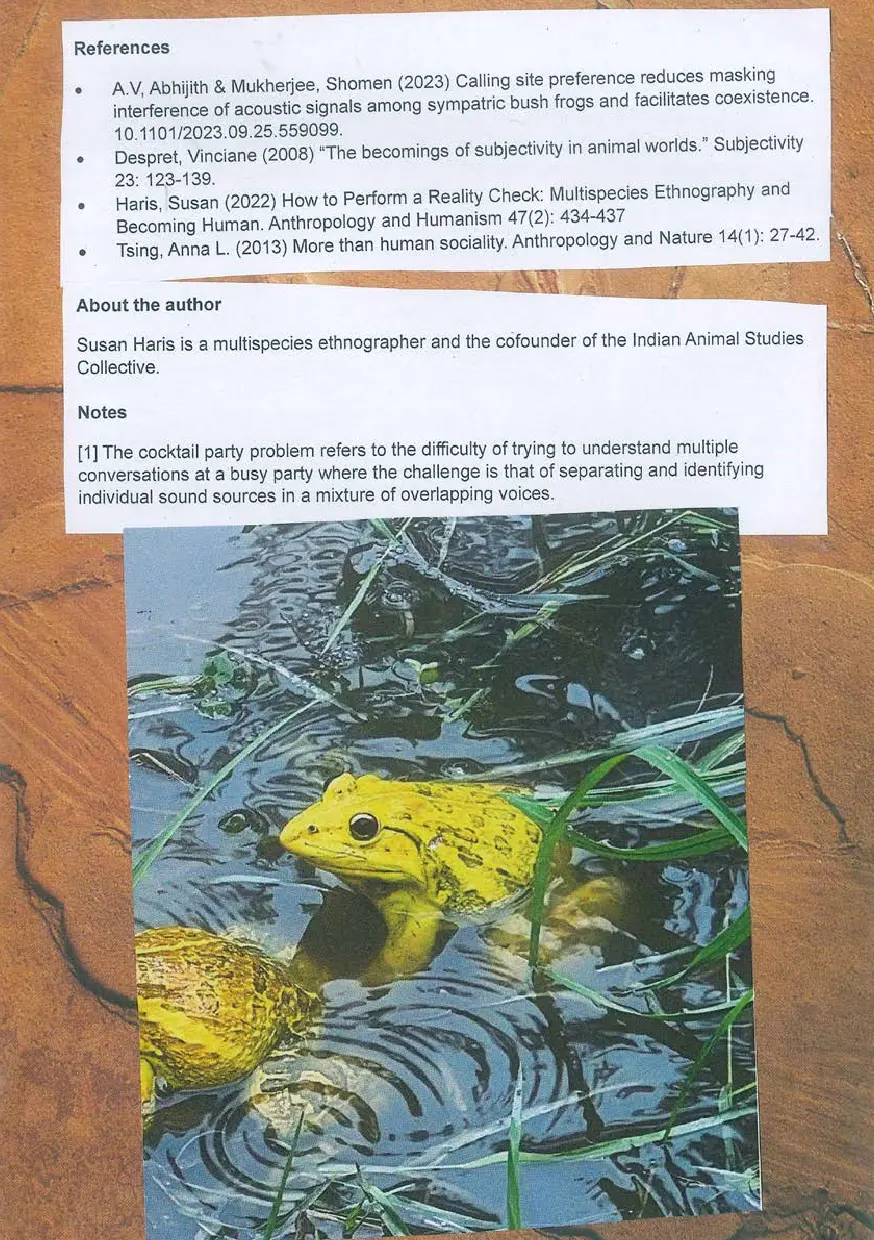 References
• A.V, Abhijith & Mukherjee, Shomen (2023) Calling site preference reduces masking
interference of acoustic signals among sympatric bush frogs and facilitates coexistence.
10.1101/2023.09.25.559099.
• Despret, Vinciane (2008) “The becomings of subjectivity in animal worlds.” Subjectivity
23: 123-139.
• Haris, Susan (2022) How to Perform a Reality Check: Multispecies Ethnography and
Becoming Human. Anthropology and Humanism 47(2): 434-437
• Tsing, Anna L. (2013) More than human sociality. Anthropology and Nature 14(1): 27-42.
About the author
Susan Haris is a multispecies ethnographer and the cofounder of the Indian Animal Studies
Collective.
Notes
[1] The cocktail party problem refers to the difficulty of trying to understand multiple
conversations at a busy party where the challenge is that of separating and identifying
individual sound sources in a mixture of overlapping voices.